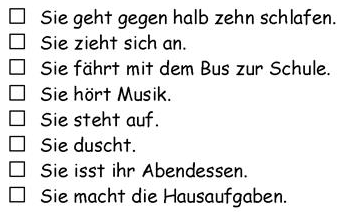 ☐ Sie geht gegen halb zehn schlafen.
☐ Sie zieht sich an.
☐ Sie fährt mit dem Bus zur Schule.
☐ Sie hört Musik.
☐ Sie steht auf.
☐ Sie duscht.
☐ Sie isst ihr Abendessen.
☐ Sie macht die Hausaufgaben.